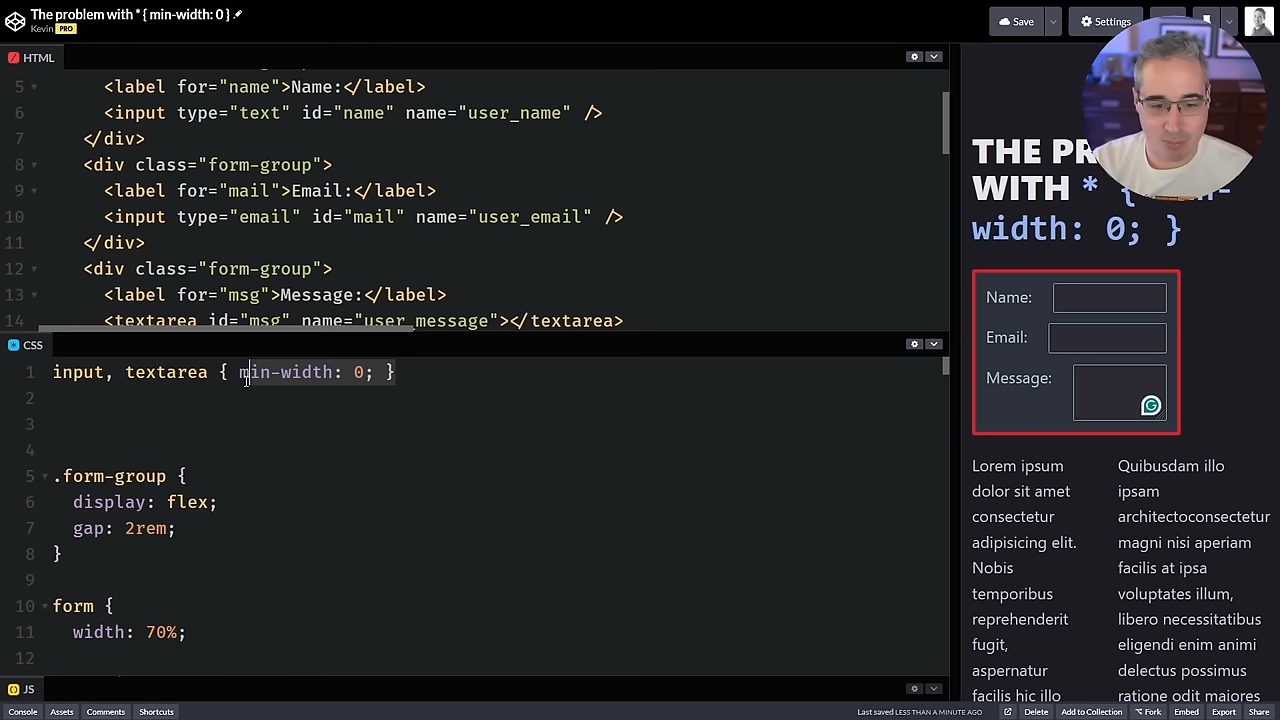 The problem with * { min-width: 0 }
Kevin PRO
Save
Settings
HTML
5 <label for="name">Name:</label>
6 <input type="text" id="name" name="user_name" />
7 </div>
8 <div class="form-group">
9 <label for="mail">Email:</label>
10 <input type="email" id="mail" name="user_email" />
11 </div>
12 <div class="form-group">
13 <label for="msg">Message:</label>
14 <textarea id="msg" name="user_message"></textarea>
CSS
1 input, textarea { min-width: 0; }
2
3
4
5 .form-group {
6 display: flex;
7 gap: 2rem;
8 }
9
10 form {
11 width: 70%;
12
JS
THE PR
WITH * {
width: 0; }
Name:
Email:
Message:
Lorem ipsum
dolor sit amet
consectetur
adipisicing elit.
Nobis
temporibus
reprehenderit
fugit,
aspernatur
facilis hic illo
Quibusdam illo
ipsam
architectoconsectetur
magni nisi aperiam
facilis at ipsa
voluptates illum,
libero necessitatibus
eligendi enim animi
delectus possimus
ratione odit maiores
Console Assets Comments Shortcuts
Last saved LESS THAN A MINUTE AGO
Delete Add to Collection Fork Embed Export Share